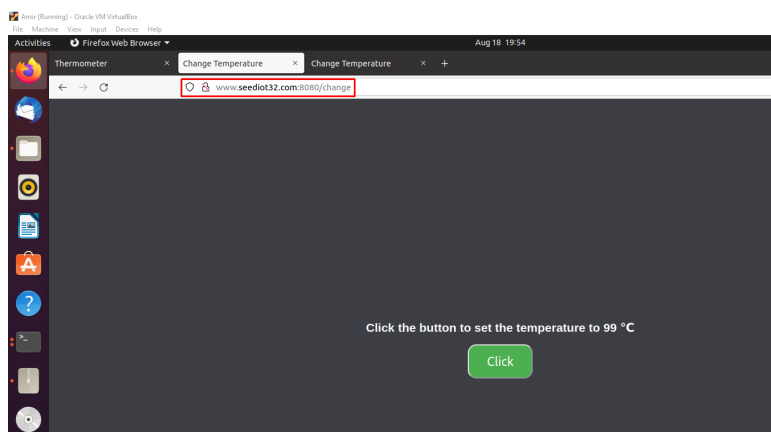 Amir [Running] - Oracle VM VirtualBox
File Machine View Input Devices Help
Activities Firefox Web Browser Aug 18 19:54
Thermometer × Change Temperature × Change Temperature × +
www.seediot32.com:8080/change
Click the button to set the temperature to 99 °C
Click